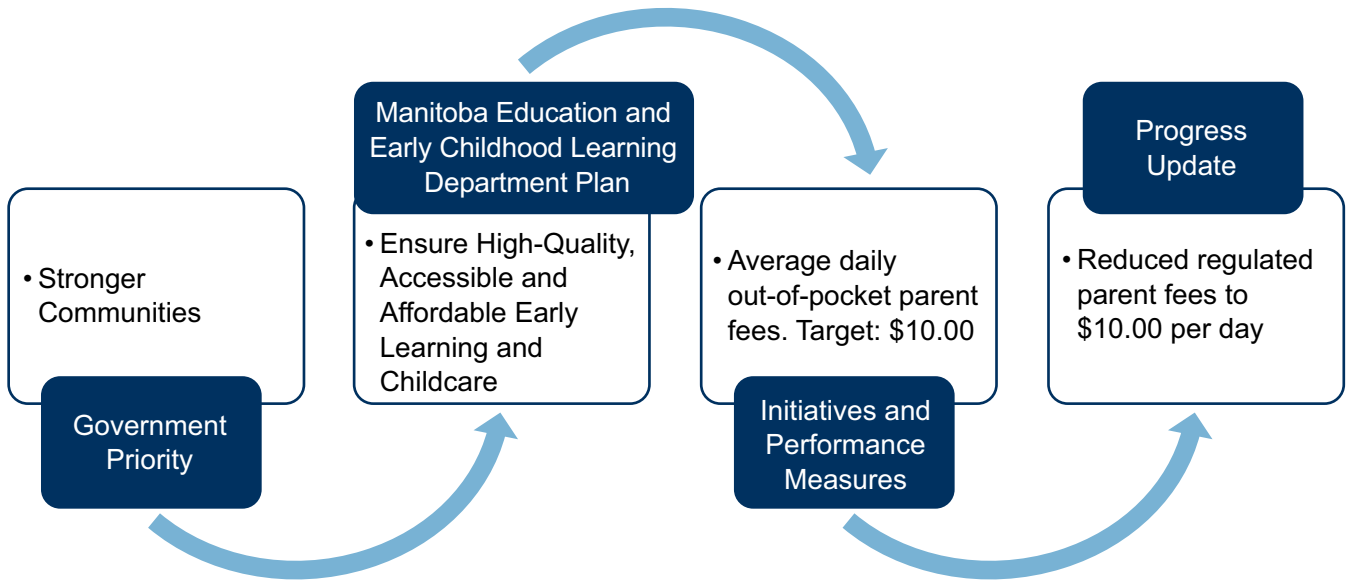 • Stronger
Communities
Government
Priority
Manitoba Education and
Early Childhood Learning
Department Plan
• Ensure High-Quality,
Accessible and
Affordable Early
Learning and
Childcare
• Average daily
out-of-pocket parent
fees. Target: $10.00
Initiatives and
Performance
Measures
Progress
Update
• Reduced regulated
parent fees to
$10.00 per day